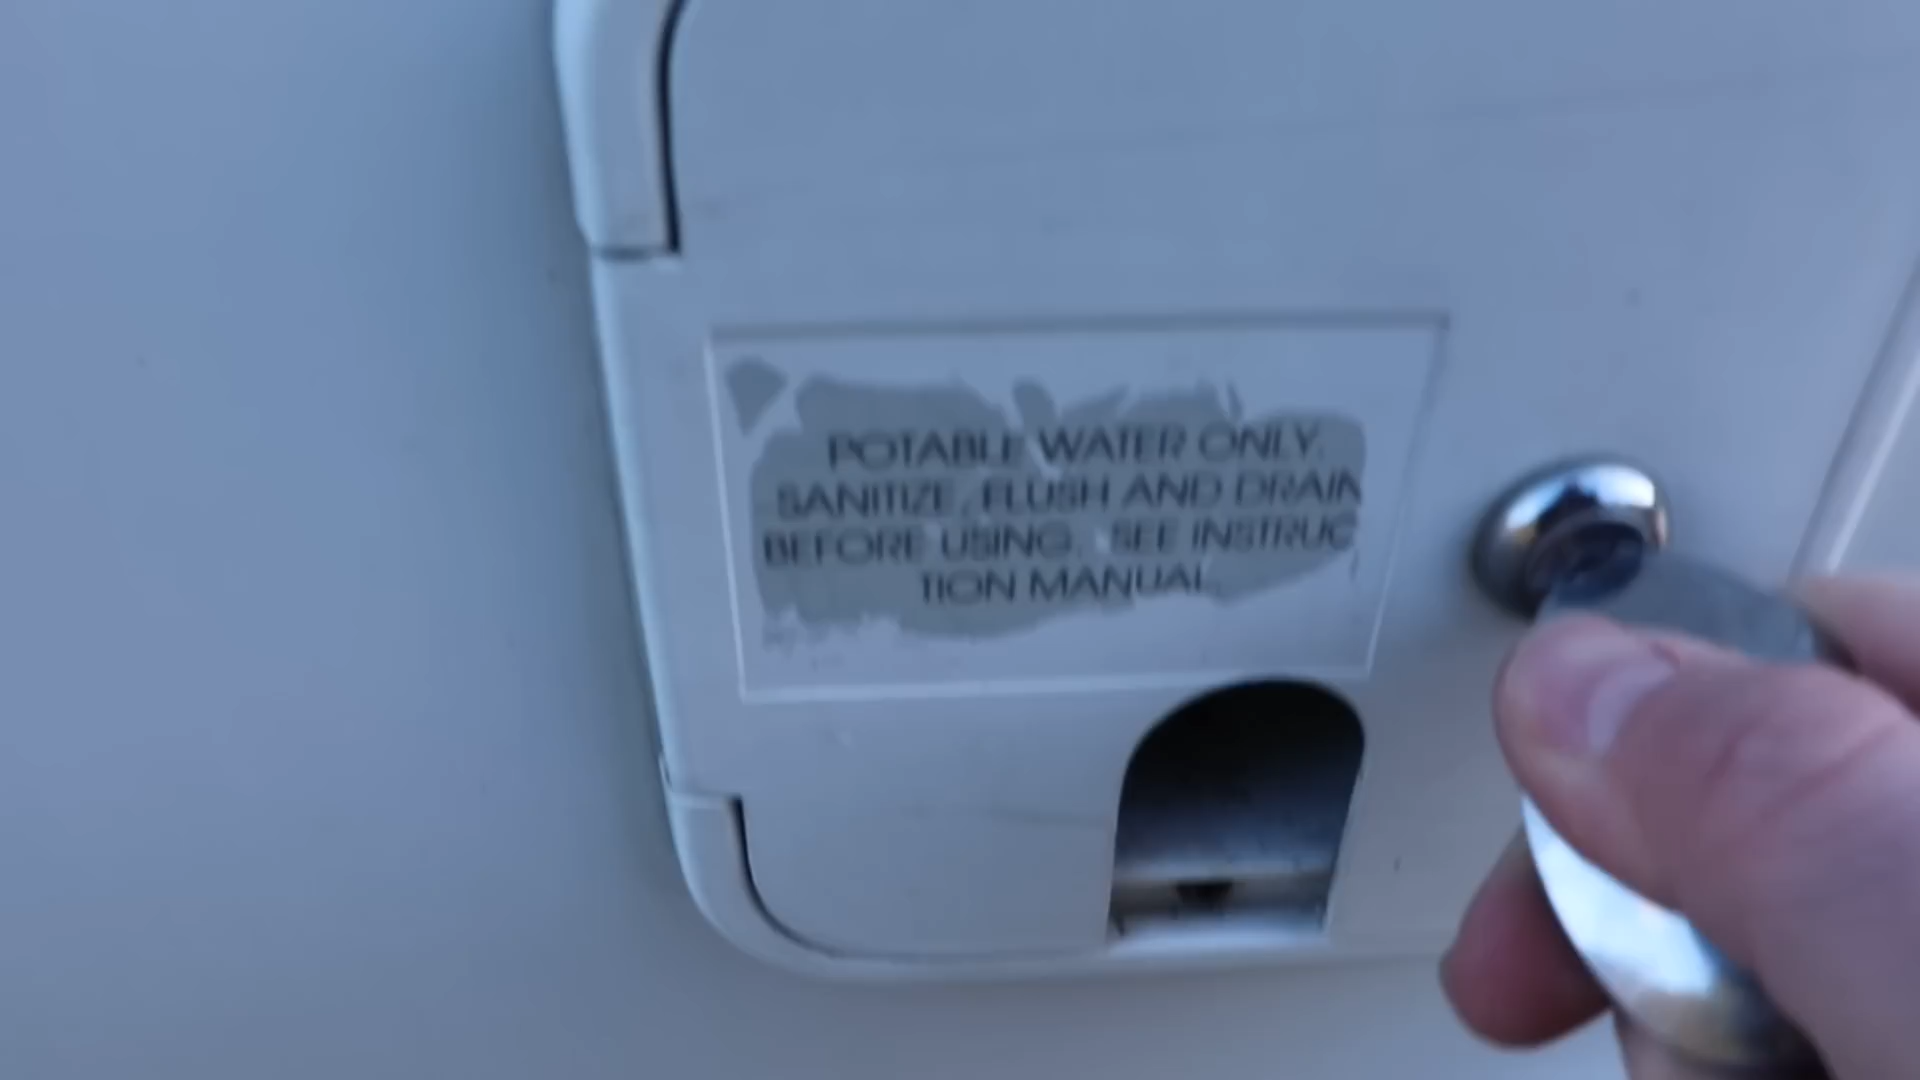 POTABLE WATER ONLY.
SANITIZE, FLUSH AND DRAIN
BEFORE USING. SEE INSTRUC
TION MANUAL.